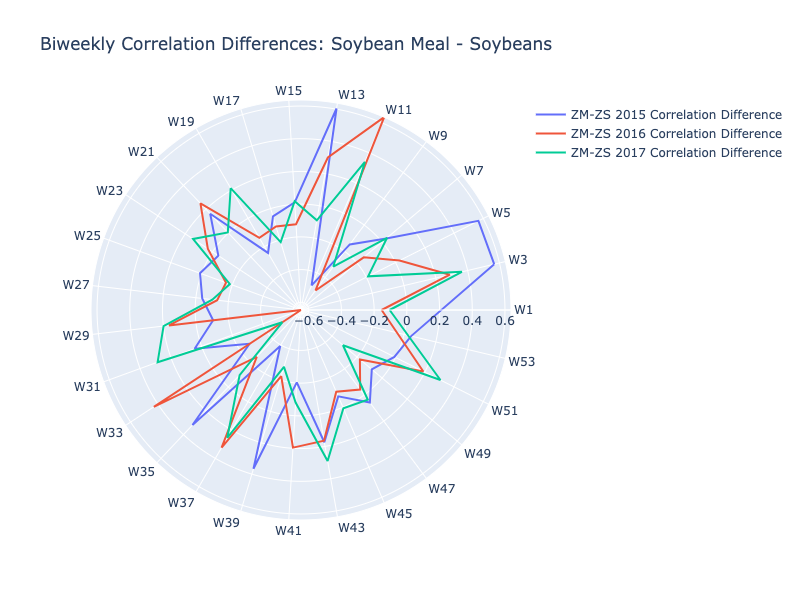 Biweekly Correlation Differences: Soybean Meal - Soybeans
W15
W13
W17
W11
W19
W9
W21
W7
W23
W5
W25
W3
W27
W1
W29
W53
W31
W51
W33
W49
W35
W47
W37
W45
W39
W43
W41
−0.6 −0.4 −0.2 0 0.2 0.4 0.6
ZM-ZS 2015 Correlation Difference
ZM-ZS 2016 Correlation Difference
ZM-ZS 2017 Correlation Difference